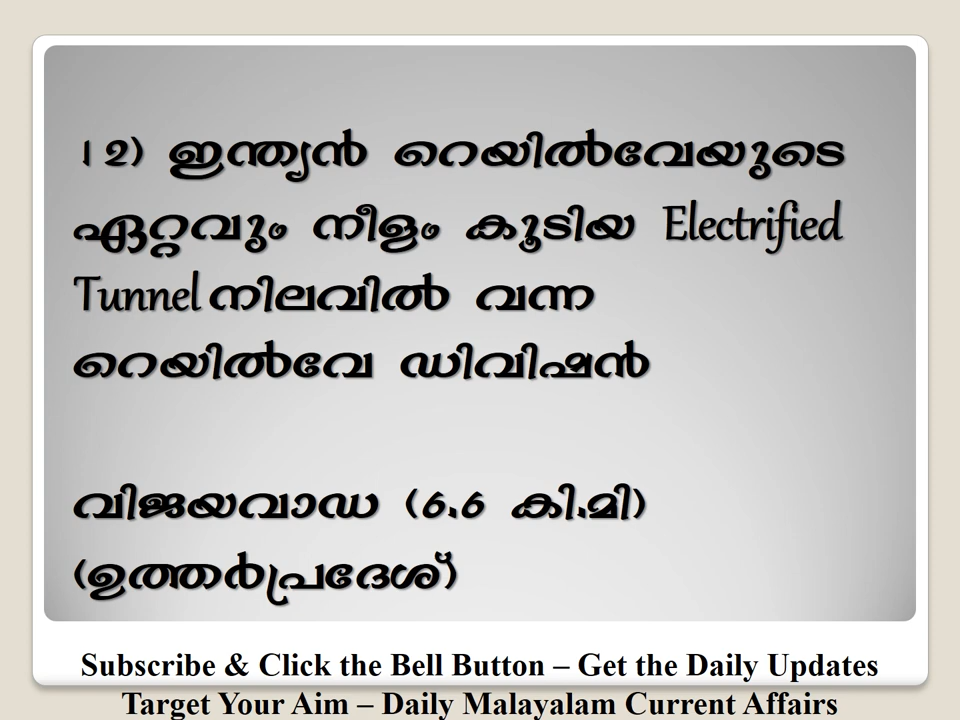 12) ഇന്ത്യൻ റെയിൽവേയുടെ
ഏറ്റവും നീളം കൂടിയ Electrified
Tunnel നിലവിൽ വന്ന
റെയിൽവേ ഡിവിഷൻ
വിജയവാഡ (6.6 കി.മി)
(ഉത്തർപ്രദേശ്)
Subscribe & Click the Bell Button – Get the Daily Updates
Target Your Aim – Daily Malayalam Current Affairs